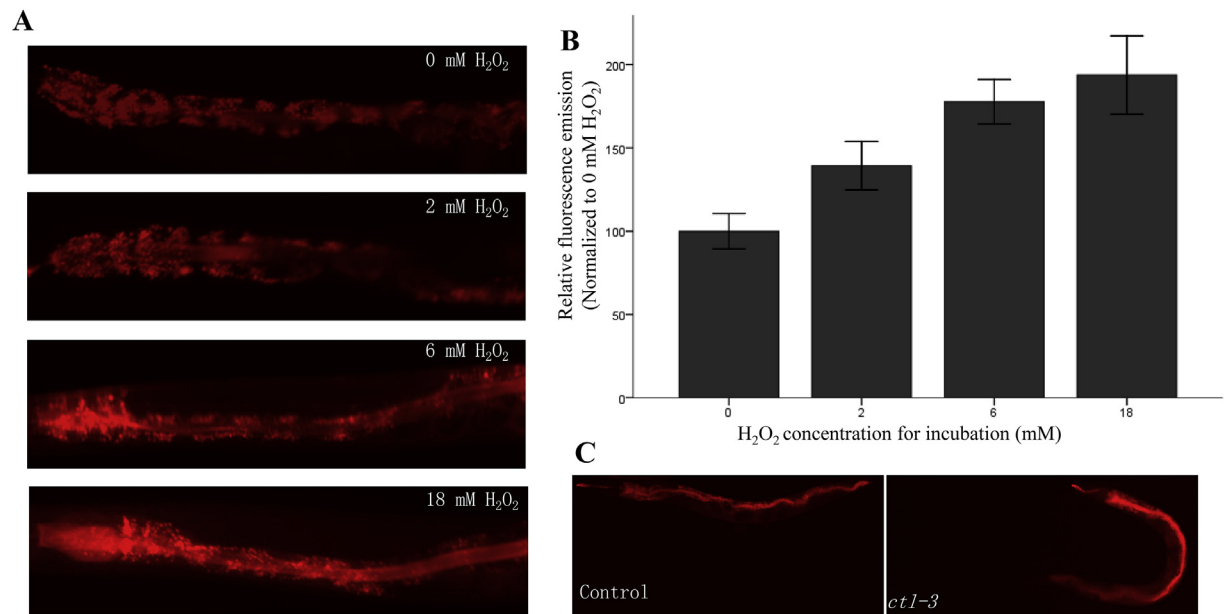 A
0 mM H₂O₂
2 mM H₂O₂
6 mM H₂O₂
18 mM H₂O₂
B
Relative fluorescence emission
(Normalized to 0 mM H₂O₂)
200
150
100
50
0
0 2 6 18
H₂O₂ concentration for incubation (mM)
C
Control
ctl-3